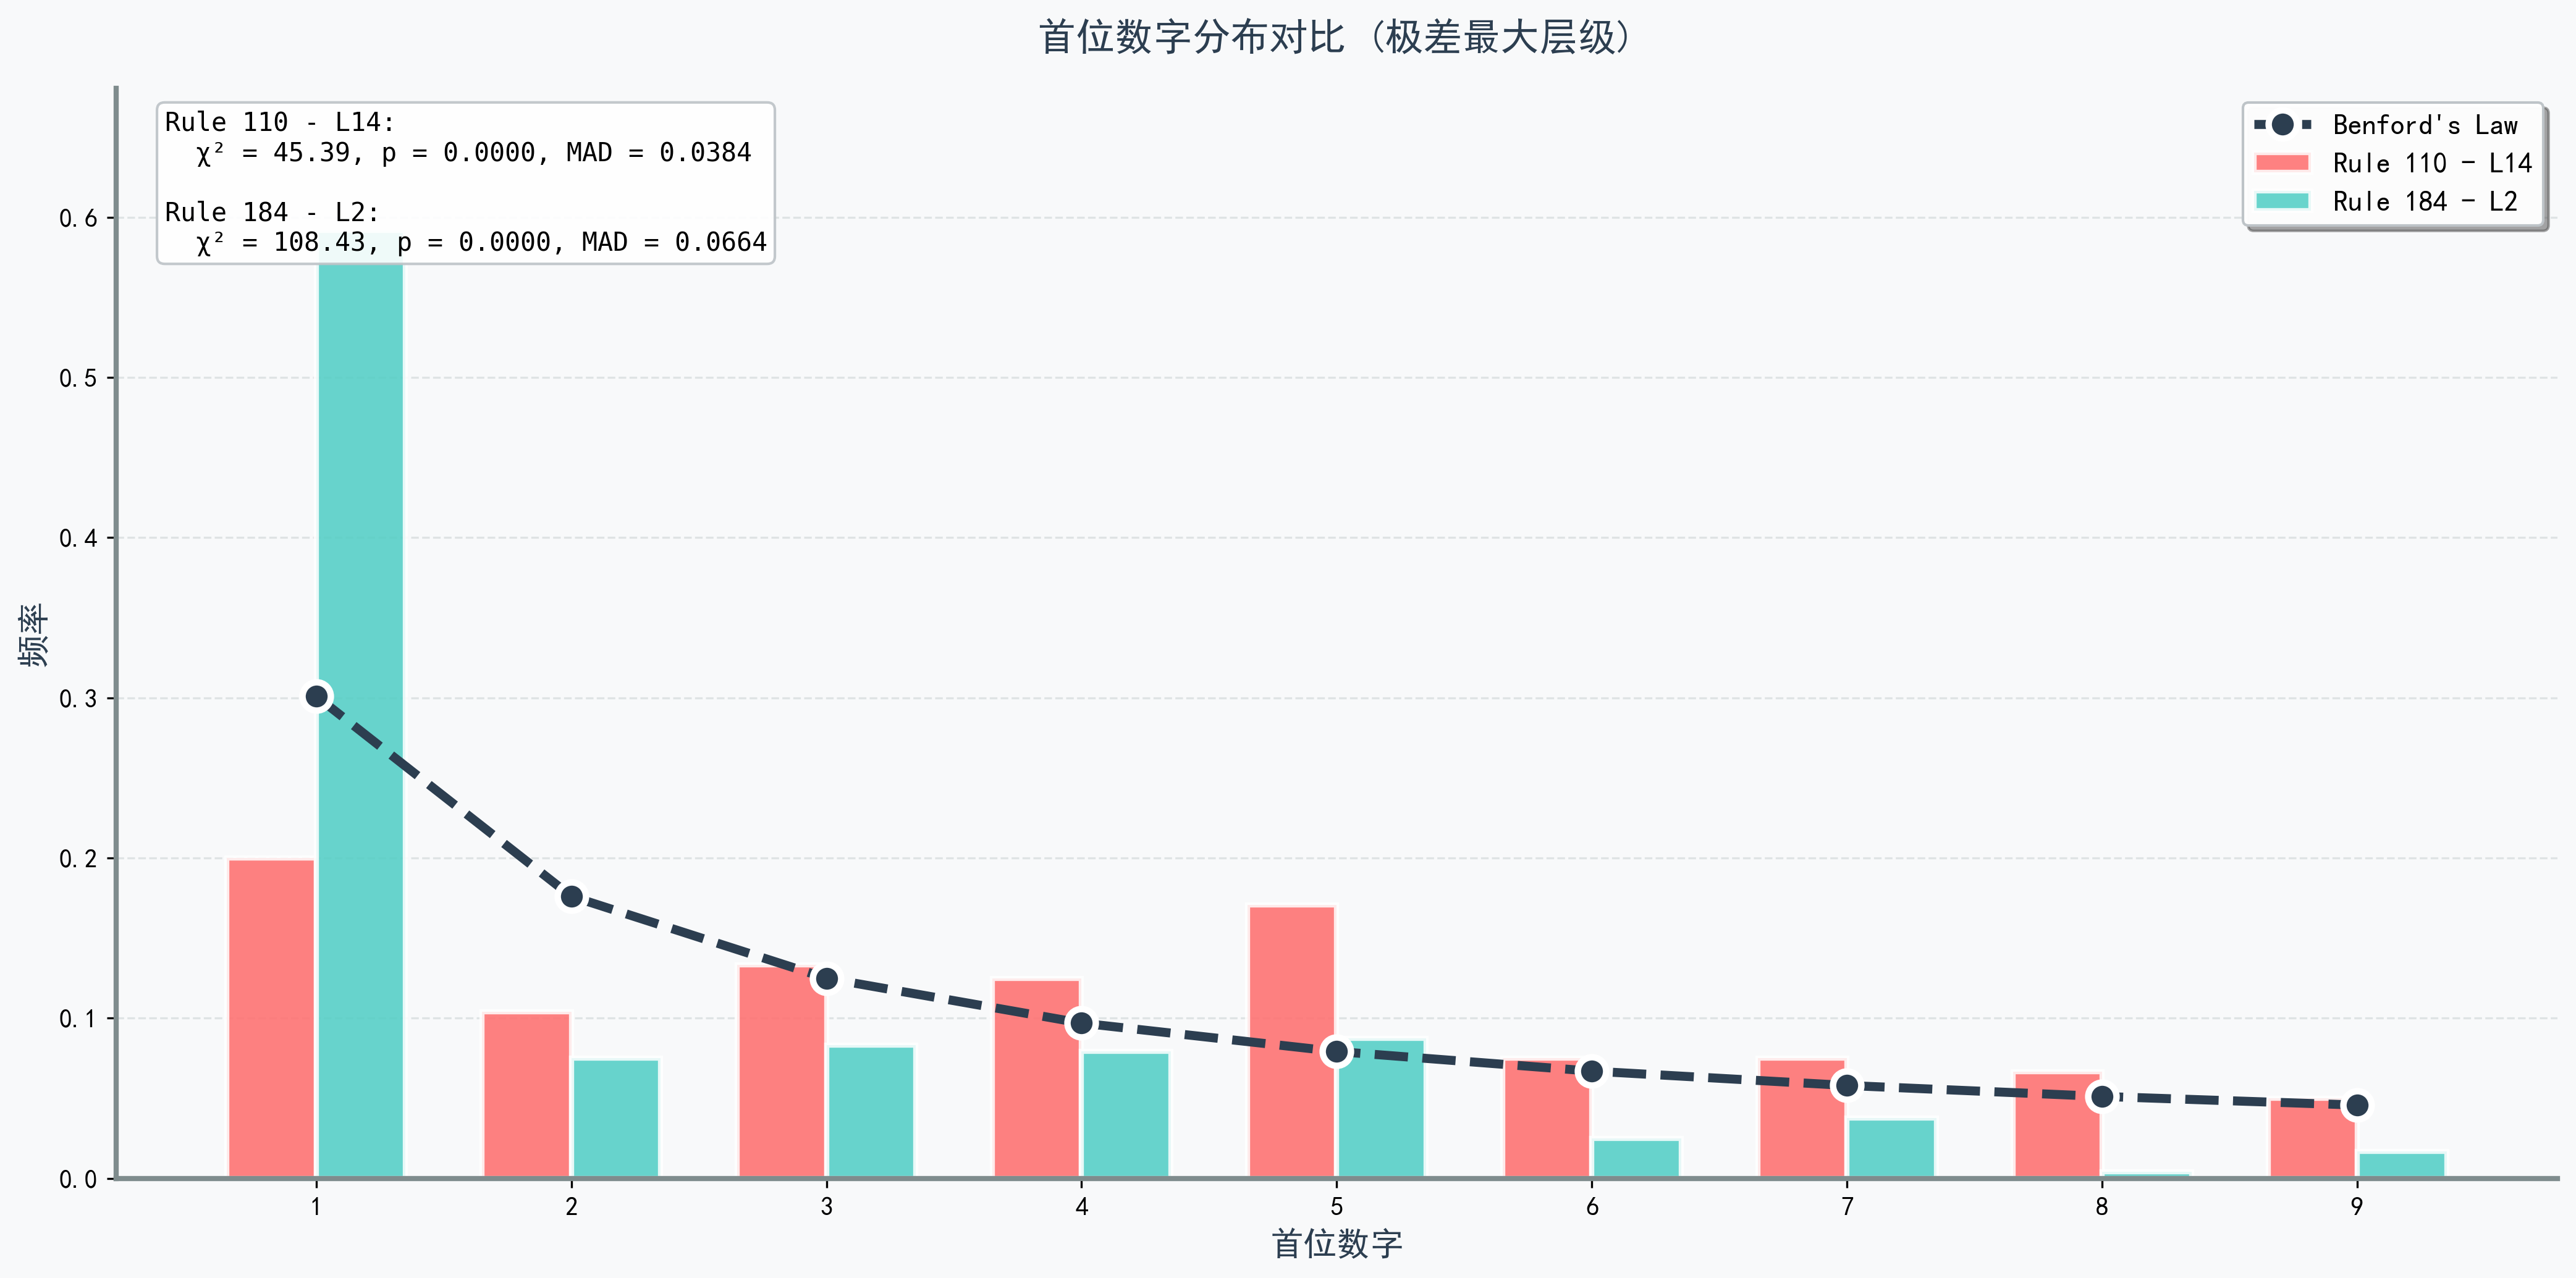 首位数字分布对比 (极差最大层级)
Rule 110 - L14:
χ² = 45.39, p = 0.0000, MAD = 0.0384
Rule 184 - L2:
χ² = 108.43, p = 0.0000, MAD = 0.0664
Benford's Law
Rule 110 - L14
Rule 184 - L2
频率
0.6
0.5
0.4
0.3
0.2
0.1
0.0
1 2 3 4 5 6 7 8 9
首位数字